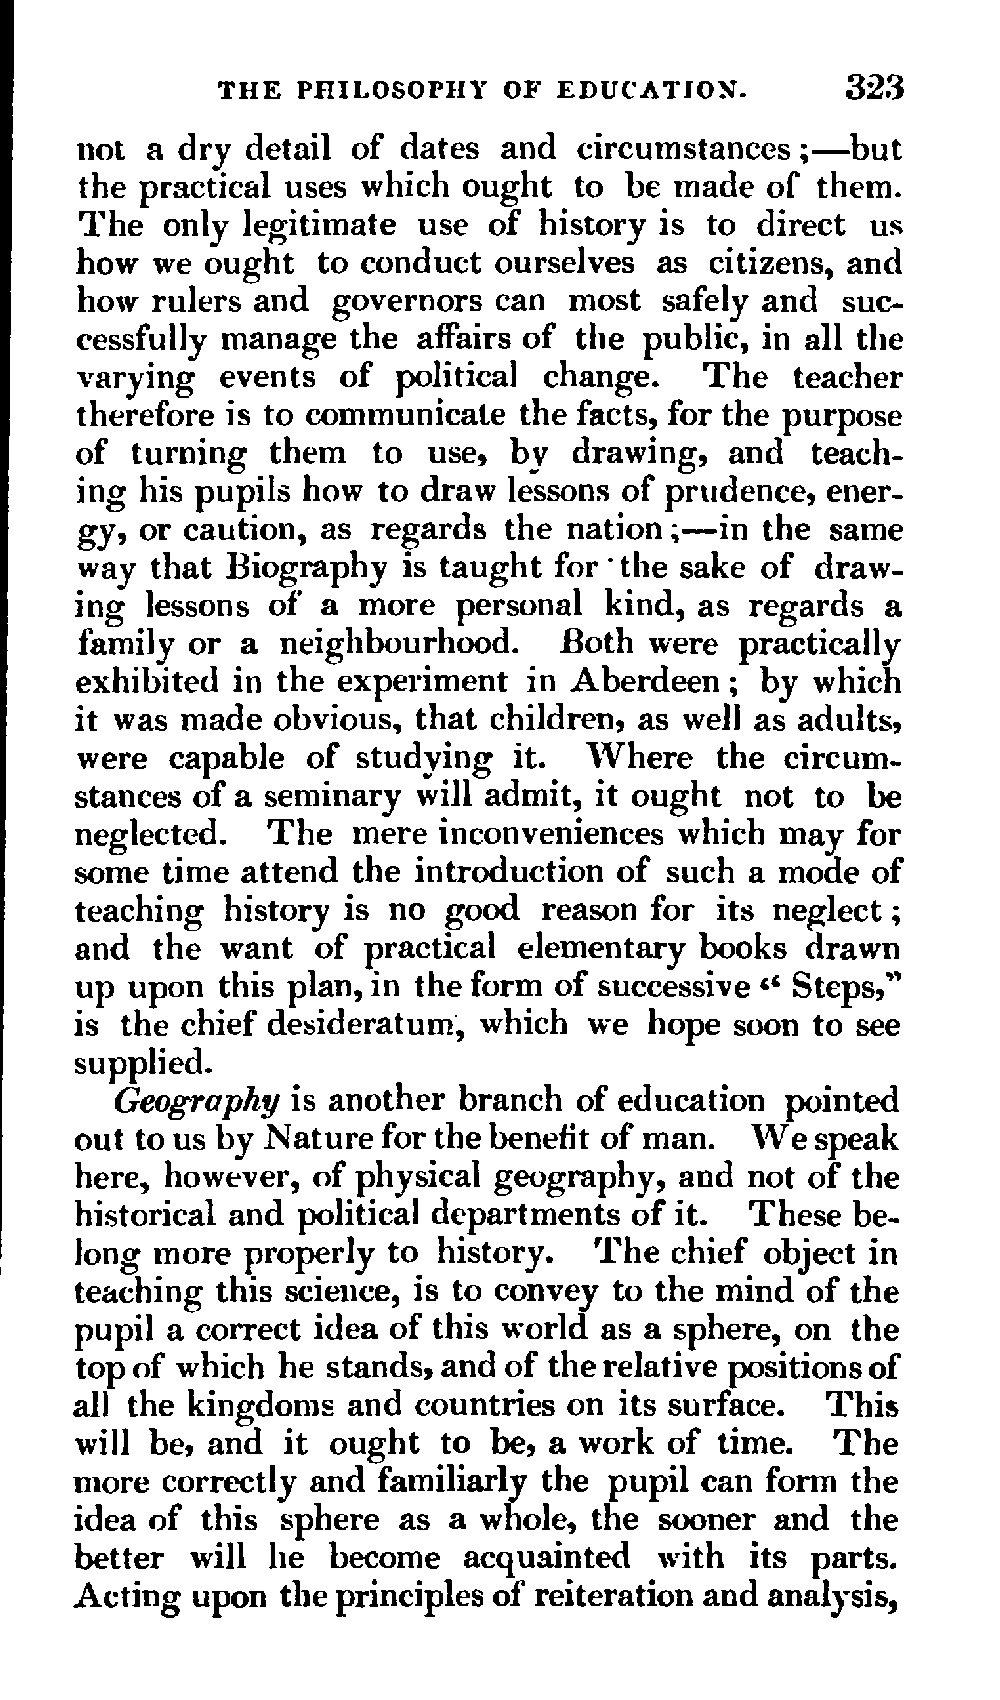 THE PHILOSOPHY OF EDUCATION. 323
not a dry detail of dates and circumstances ;—but
the practical uses which ought to be made of them.
The only legitimate use of history is to direct us
how we ought to conduct ourselves as citizens, and
how rulers and governors can most safely and suc-
cessfully manage the affairs of the public, in all the
varying events of political change. The teacher
therefore is to communicate the facts, for the purpose
of turning them to use, by drawing, and teach-
ing his pupils how to draw lessons of prudence, ener-
gy, or caution, as regards the nation ;—in the same
way that Biography is taught for the sake of draw-
ing lessons of a more personal kind, as regards a
family or a neighbourhood. Both were practically
exhibited in the experiment in Aberdeen ; by which
it was made obvious, that children, as well as adults,
were capable of studying it. Where the circum-
stances of a seminary will admit, it ought not to be
neglected. The mere inconveniences which may for
some time attend the introduction of such a mode of
teaching history is no good reason for its neglect ;
and the want of practical elementary books drawn
up upon this plan, in the form of successive “ Steps,”
is the chief desideratum, which we hope soon to see
supplied.
Geography is another branch of education pointed
out to us by Nature for the benefit of man. We speak
here, however, of physical geography, and not of the
historical and political departments of it. These be-
long more properly to history. The chief object in
teaching this science, is to convey to the mind of the
pupil a correct idea of this world as a sphere, on the
top of which he stands, and of the relative positions of
all the kingdoms and countries on its surface. This
will be, and it ought to be, a work of time. The
more correctly and familiarly the pupil can form the
idea of this sphere as a whole, the sooner and the
better will he become acquainted with its parts.
Acting upon the principles of reiteration and analysis,